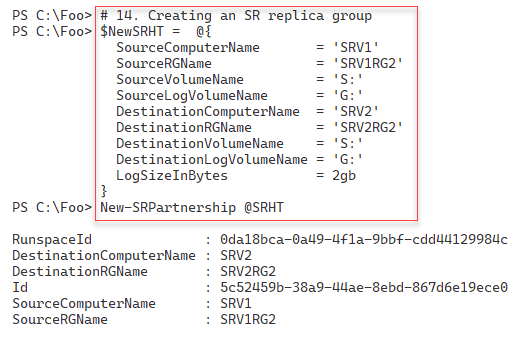 PS C:\Foo> # 14. Creating an SR replica group
PS C:\Foo> $NewSRHT =  @{
  SourceComputerName       = 'SRV1'
  SourceRGName             = 'SRV1RG2'
  SourceVolumeName         = 'S:'
  SourceLogVolumeName      = 'G:'
  DestinationComputerName  = 'SRV2'
  DestinationRGName        = 'SRV2RG2'
  DestinationVolumeName    = 'S:'
  DestinationLogVolumeName = 'G:'
  LogSizeInBytes           = 2gb
}
PS C:\Foo> New-SRPartnership @SRHT
RunspaceId              : 0da18bca-0a49-4f1a-9bbf-cdd44129984c
DestinationComputerName : SRV2
DestinationRGName       : SRV2RG2
Id                      : 5c52459b-38a9-44ae-8ebd-867d6e19ece0
SourceComputerName      : SRV1
SourceRGName            : SRV1RG2